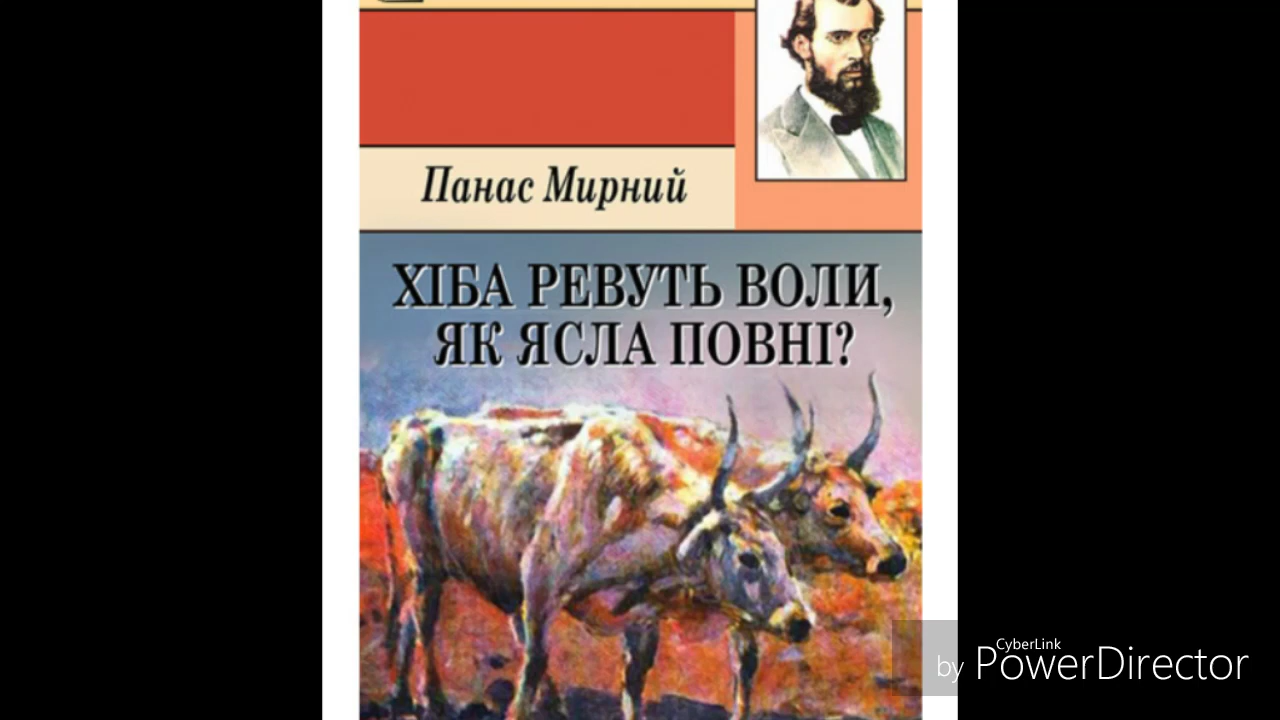 Панас Мирний
ХІБА РЕВУТЬ ВОЛИ,
ЯК ЯСЛА ПОВНІ?
CyberLink
by PowerDirector